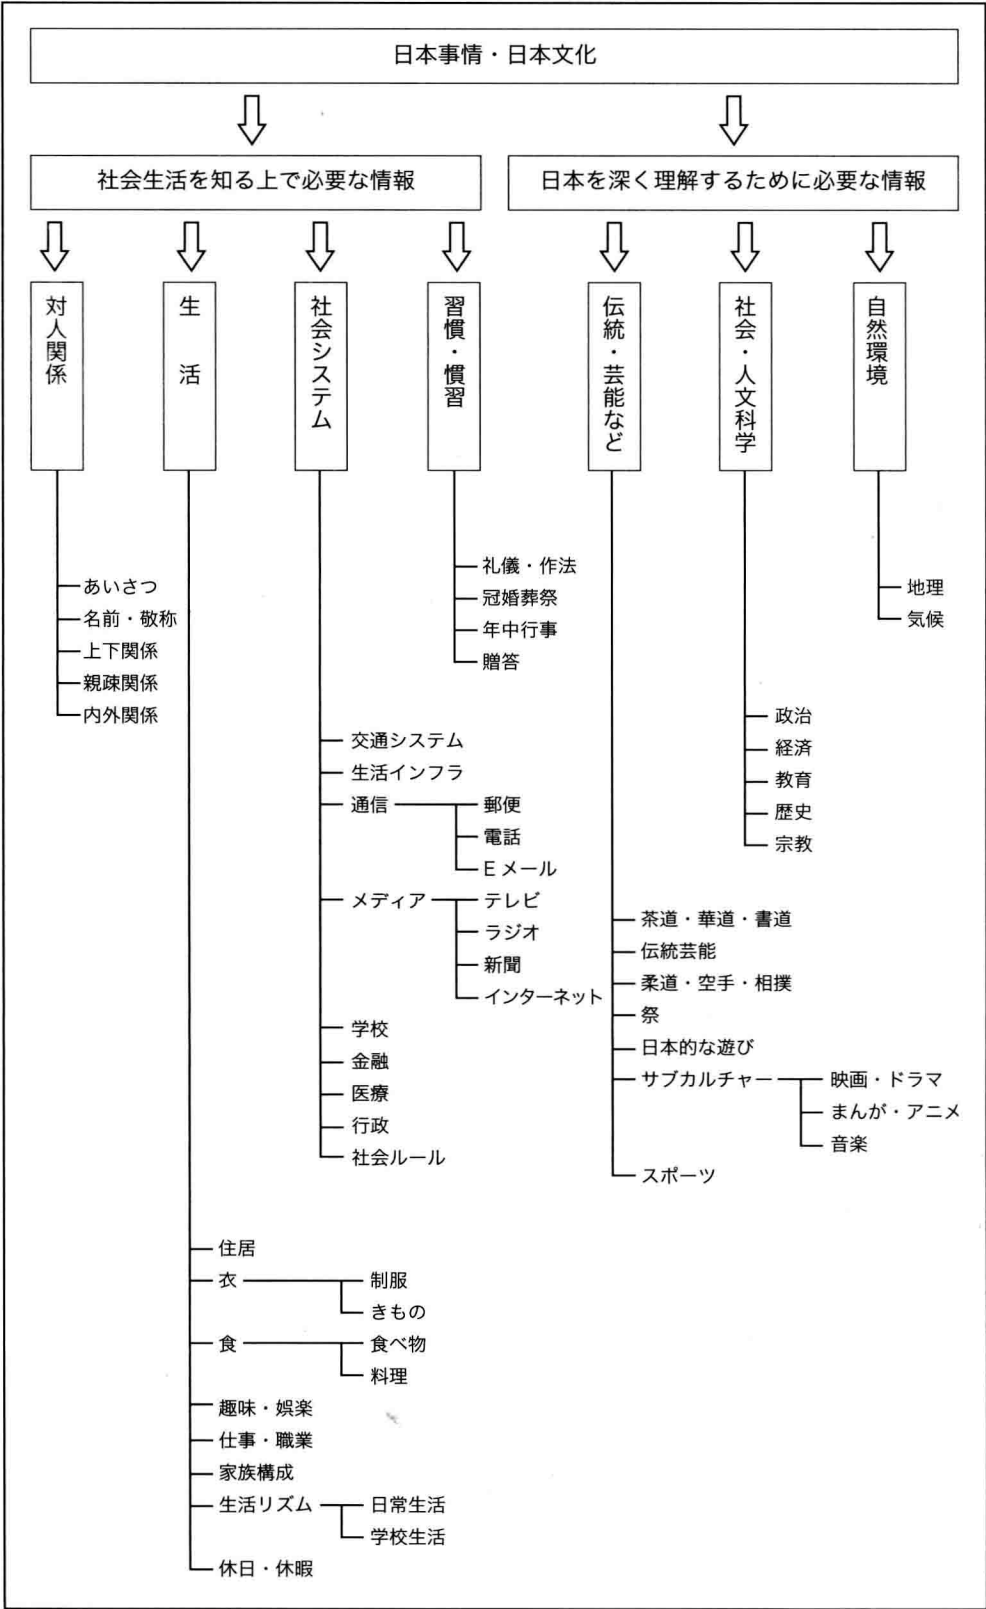 日本事情・日本文化
社会生活を知る上で必要な情報
日本を深く理解するために必要な情報
対人関係
生活
社会システム
習慣・慣習
伝統・芸能など
社会・人文科学
自然環境
あいさつ
名前・敬称
上下関係
親疎関係
内外関係
礼儀・作法
冠婚葬祭
年中行事
贈答
地理
気候
政治
経済
教育
歴史
宗教
交通システム
生活インフラ
通信
郵便
電話
Eメール
メディア
テレビ
ラジオ
新聞
インターネット
学校
金融
医療
行政
社会ルール
茶道・華道・書道
伝統芸能
柔道・空手・相撲
祭
日本的な遊び
サブカルチャー
映画・ドラマ
まんが・アニメ
音楽
スポーツ
住居
衣
制服
きもの
食
食べ物
料理
趣味・娯楽
仕事・職業
家族構成
生活リズム
日常生活
学校生活
休日・休暇